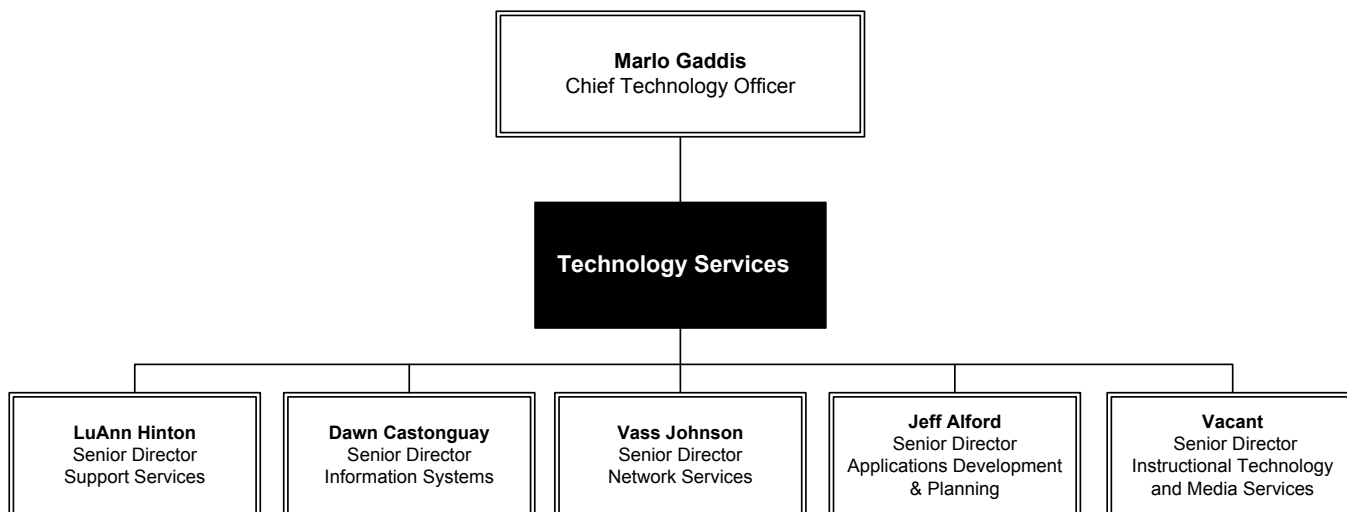 Marlo Gaddis
Chief Technology Officer
Technology Services
LuAnn Hinton
Senior Director
Support Services
Dawn Castonguay
Senior Director
Information Systems
Vass Johnson
Senior Director
Network Services
Jeff Alford
Senior Director
Applications Development
& Planning
Vacant
Senior Director
Instructional Technology
and Media Services